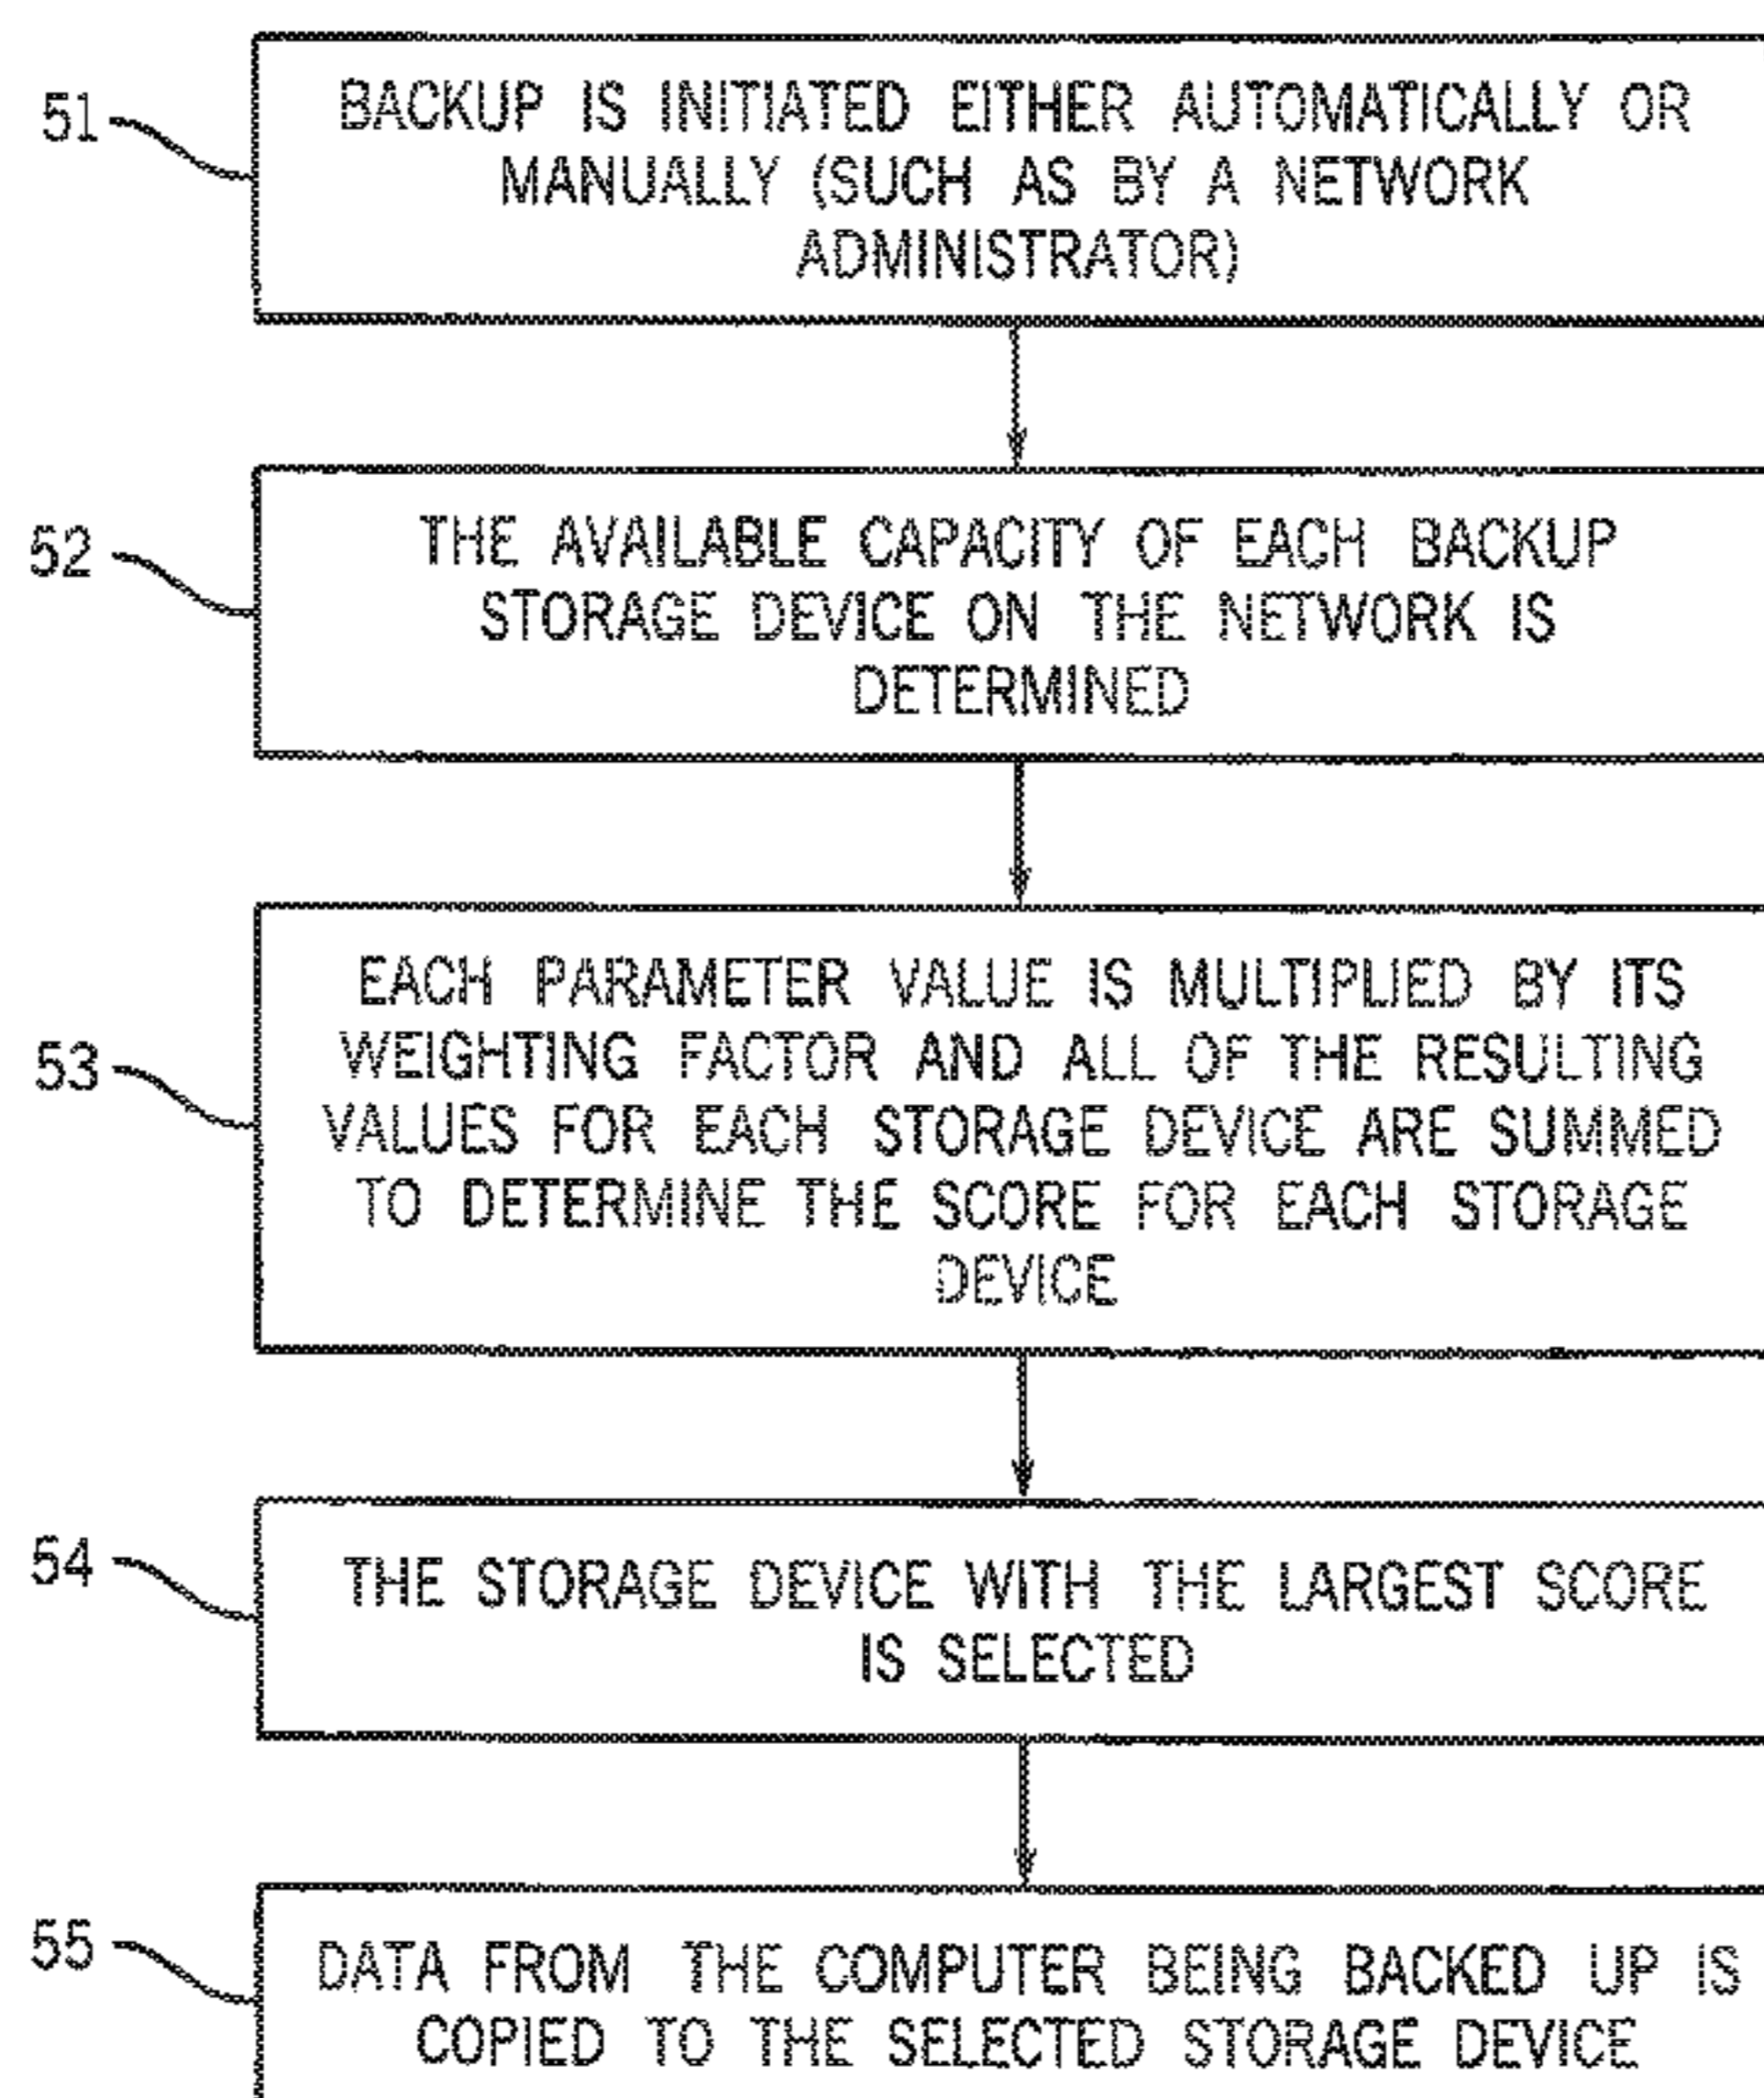 51
BACKUP IS INITIATED EITHER AUTOMATICALLY OR
MANUALLY (SUCH AS BY A NETWORK
ADMINISTRATOR)
52
THE AVAILABLE CAPACITY OF EACH BACKUP
STORAGE DEVICE ON THE NETWORK IS
DETERMINED
53
EACH PARAMETER VALUE IS MULTIPLIED BY ITS
WEIGHTING FACTOR AND ALL OF THE RESULTING
VALUES FOR EACH STORAGE DEVICE ARE SUMMED
TO DETERMINE THE SCORE FOR EACH STORAGE
DEVICE
54
THE STORAGE DEVICE WITH THE LARGEST SCORE
IS SELECTED
55
DATA FROM THE COMPUTER BEING BACKED UP IS
COPIED TO THE SELECTED STORAGE DEVICE